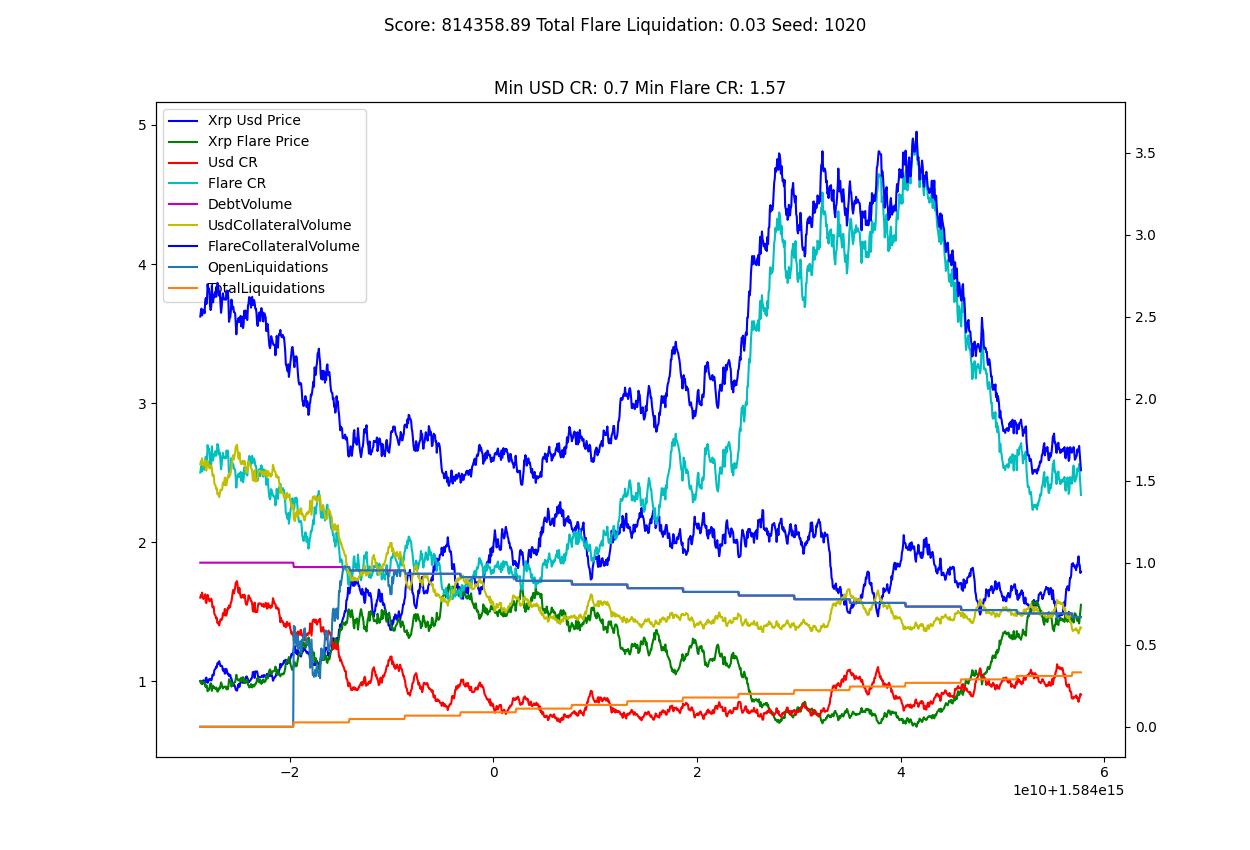 Score: 814358.89 Total Flare Liquidation: 0.03 Seed: 1020
Min USD CR: 0.7 Min Flare CR: 1.57
Xrp Usd Price
Xrp Flare Price
Usd CR
Flare CR
DebtVolume
UsdCollateralVolume
FlareCollateralVolume
OpenLiquidations
TotalLiquidations
5
4
3
2
1
3.5
3.0
2.5
2.0
1.5
1.0
0.5
0.0
−2
0
2
4
6
1e10+1.584e15